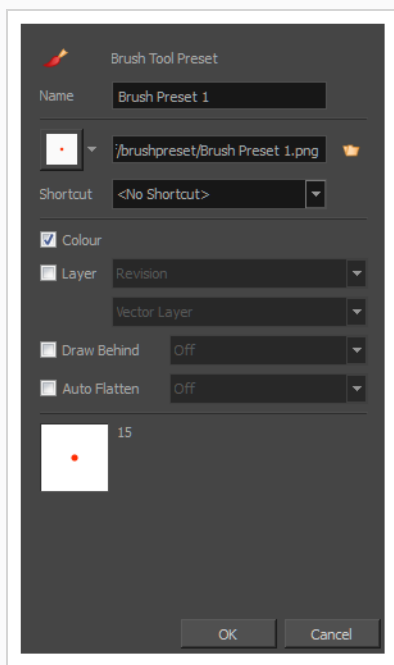 Brush Tool Preset
Name Brush Preset 1
/brushpreset/Brush Preset 1.png
Shortcut <No Shortcut>
Colour
Layer Revision
Vector Layer
Draw Behind Off
Auto Flatten Off
15
OK Cancel